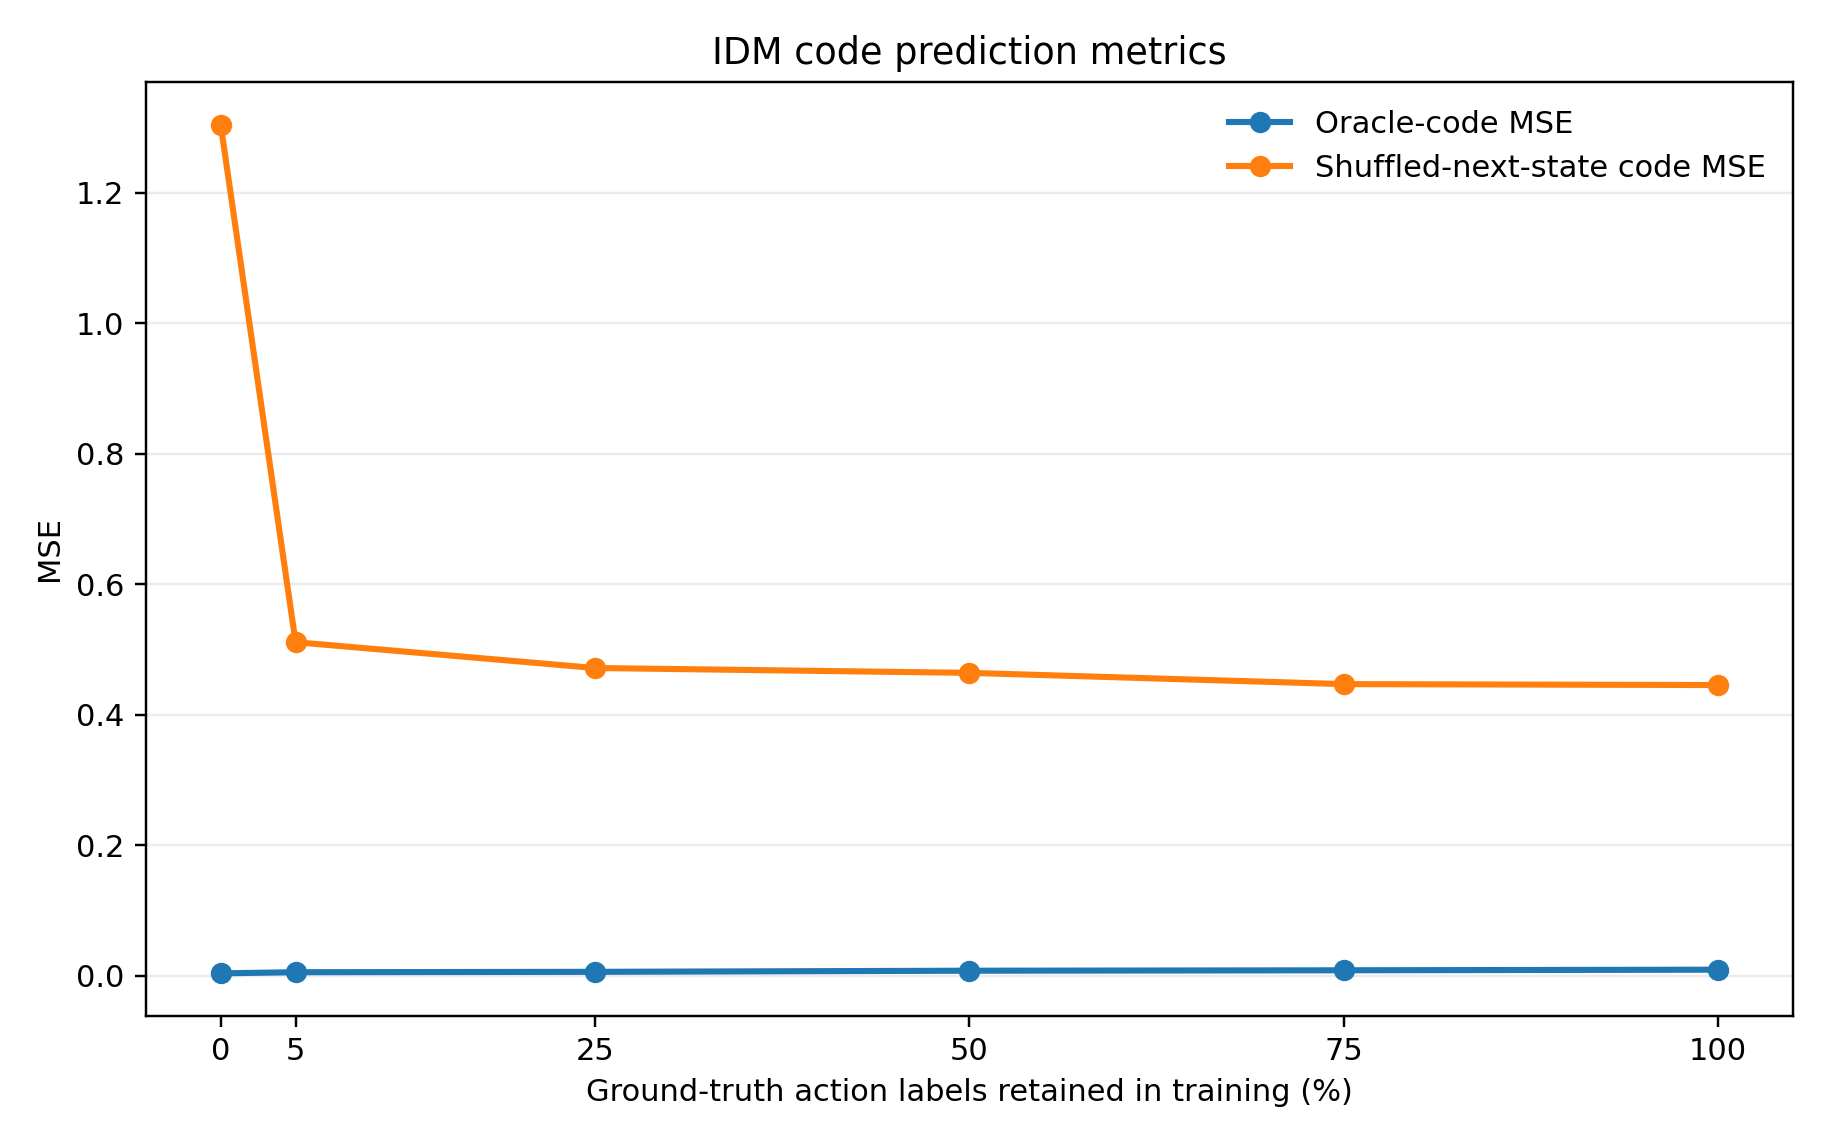 IDM code prediction metrics
Oracle-code MSE
Shuffled-next-state code MSE
MSE
1.2
1.0
0.8
0.6
0.4
0.2
0.0
0 5 25 50 75 100
Ground-truth action labels retained in training (%)